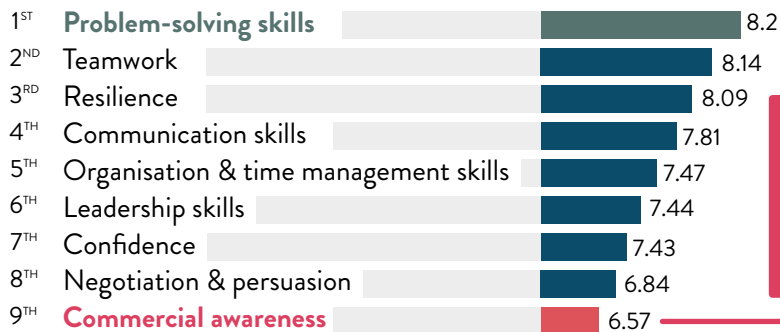 1ST Problem-solving skills 8.2
2ND Teamwork 8.14
3RD Resilience 8.09
4TH Communication skills 7.81
5TH Organisation & time management skills 7.47
6TH Leadership skills 7.44
7TH Confidence 7.43
8TH Negotiation & persuasion 6.84
9TH Commercial awareness 6.57